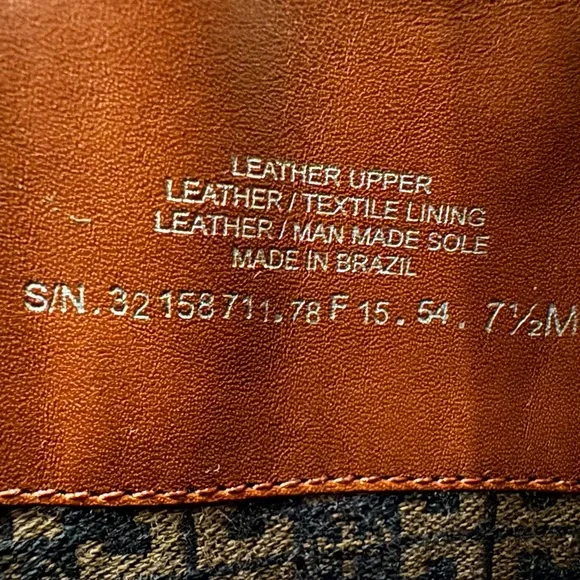 LEATHER UPPER
LEATHER / TEXTILE LINING
LEATHER / MAN MADE SOLE
MADE IN BRAZIL
S/N. 32158711.78 F 15. 54. 7½M